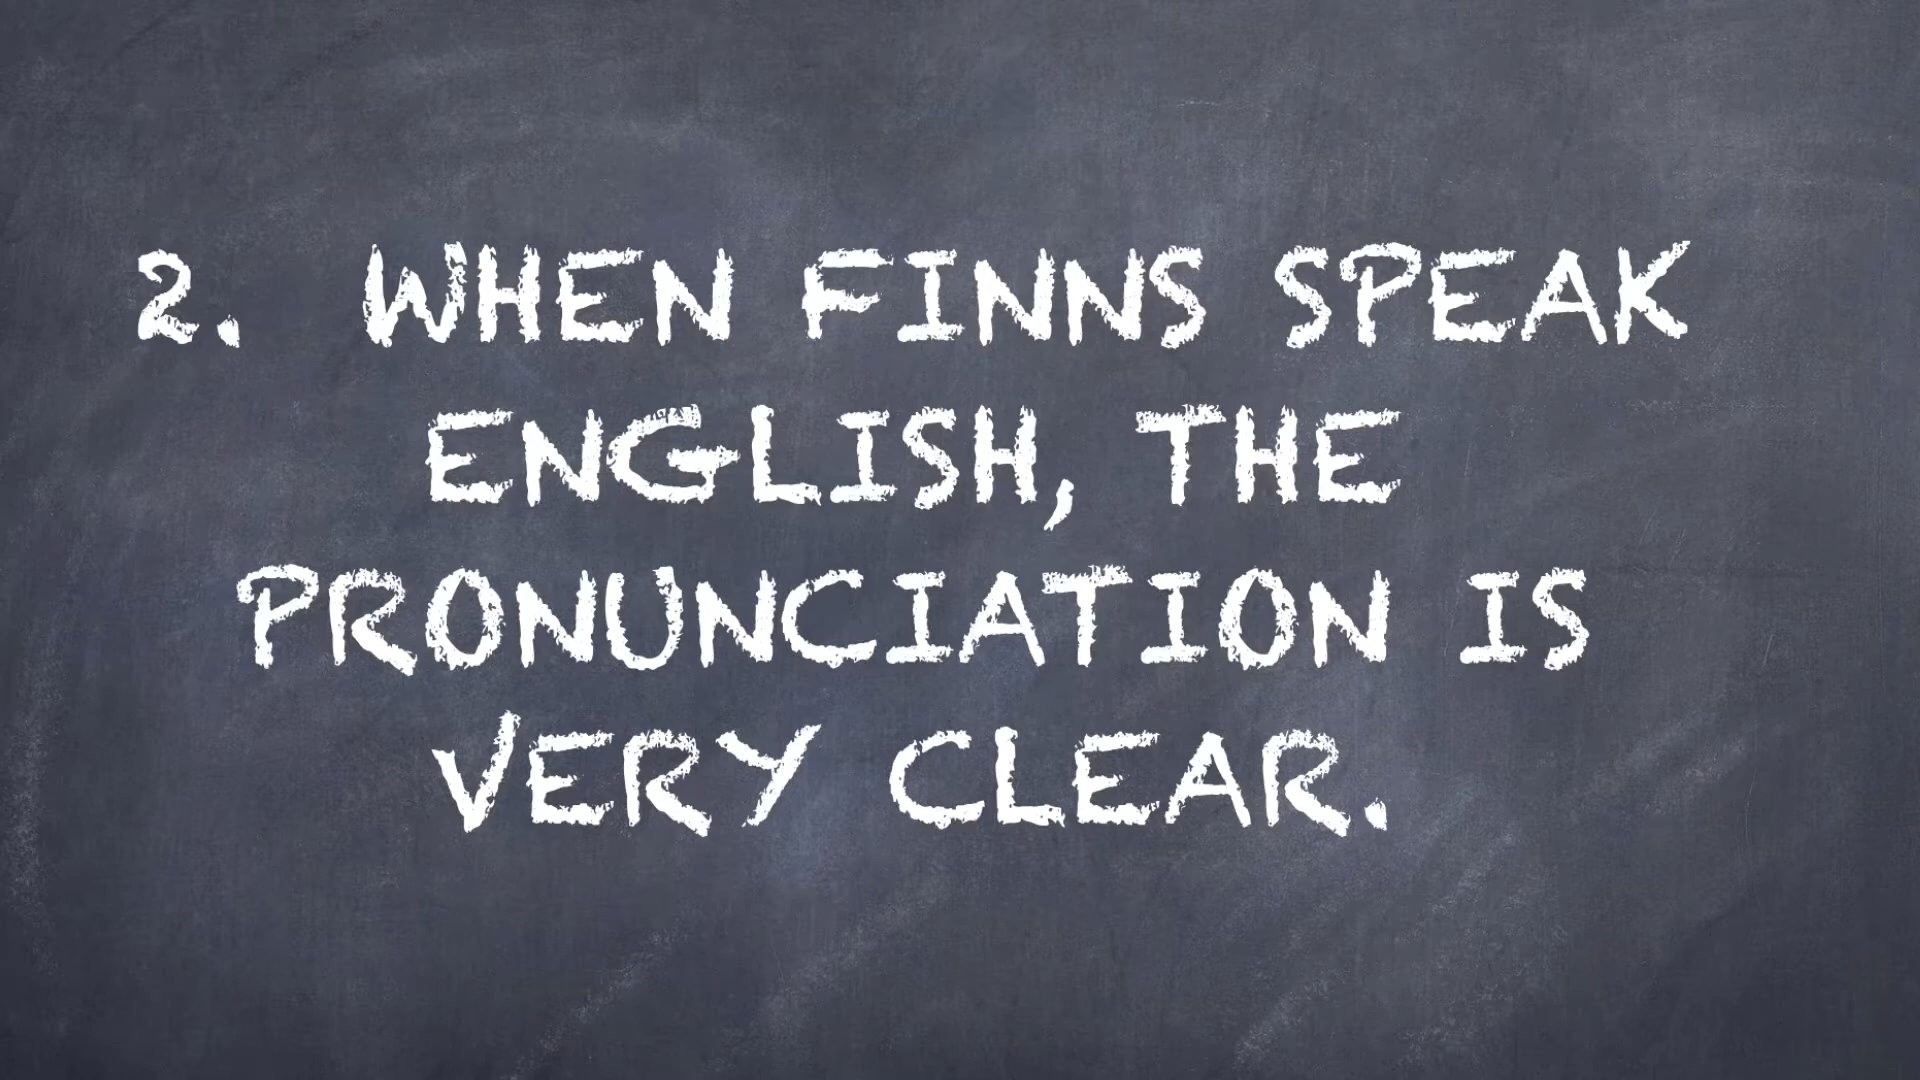 2. WHEN FINNS SPEAK
ENGLISH, THE
PRONUNCIATION IS
VERY CLEAR.